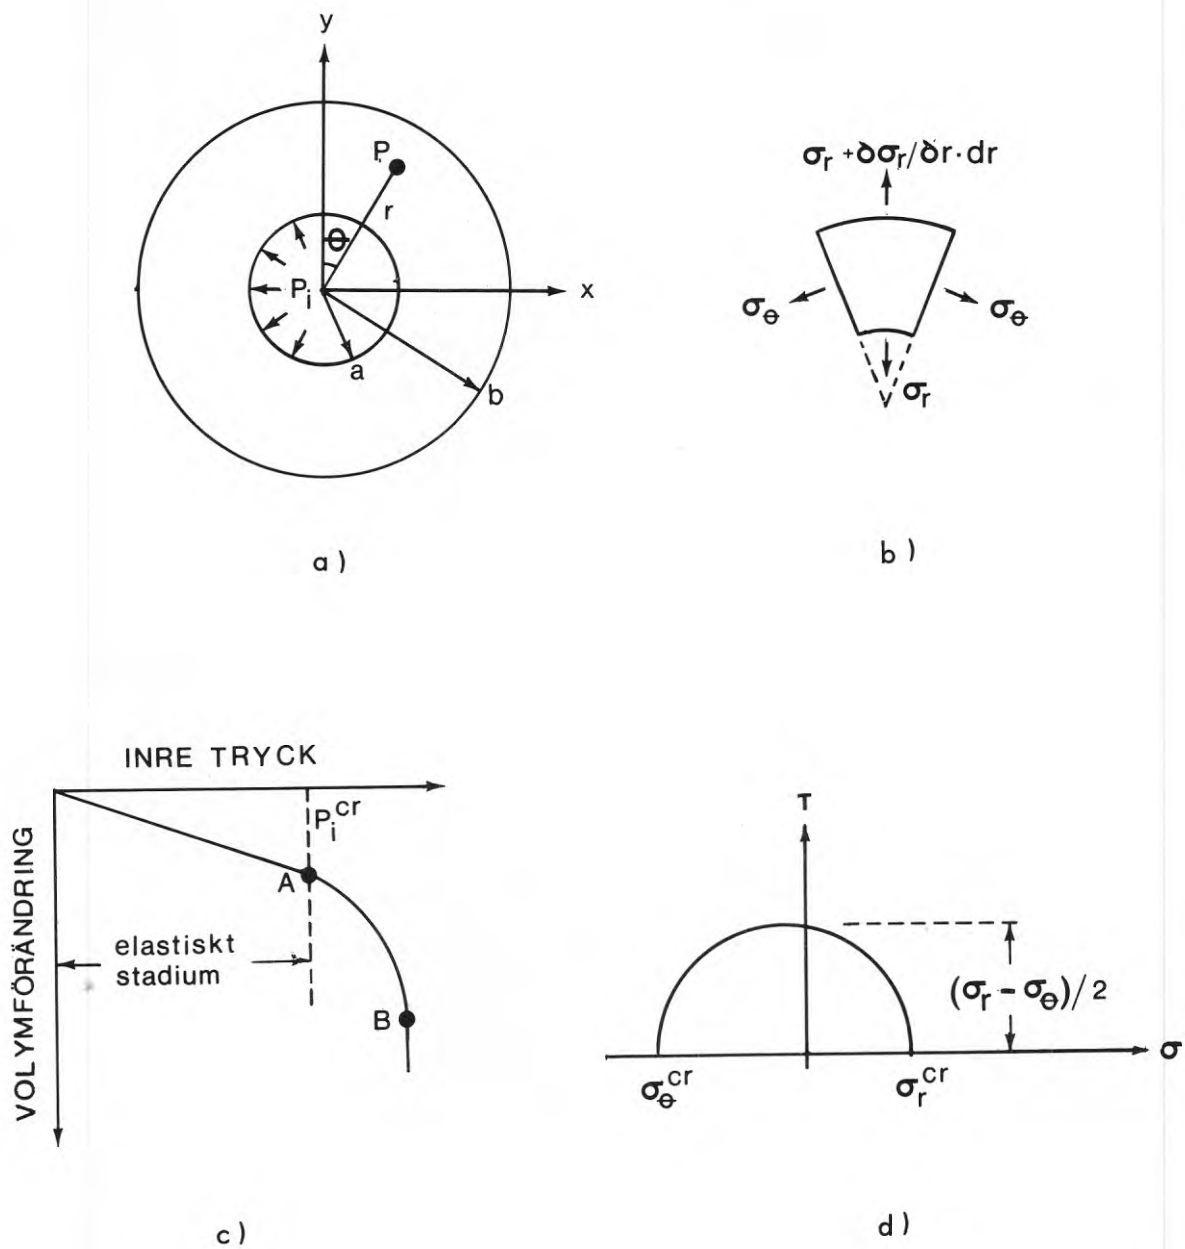 y
P
r
θ
P_i
x
a
b
a )
σ_r + ∂σ_r/∂r · dr
σ_θ
σ_θ
σ_r
b )
INRE TRYCK
P_i^cr
A
elastiskt
stadium
B
VOLYMFÖRÄNDRING
c )
T
(σ_r - σ_θ)/2
σ
σ_θ^cr
σ_r^cr
d )